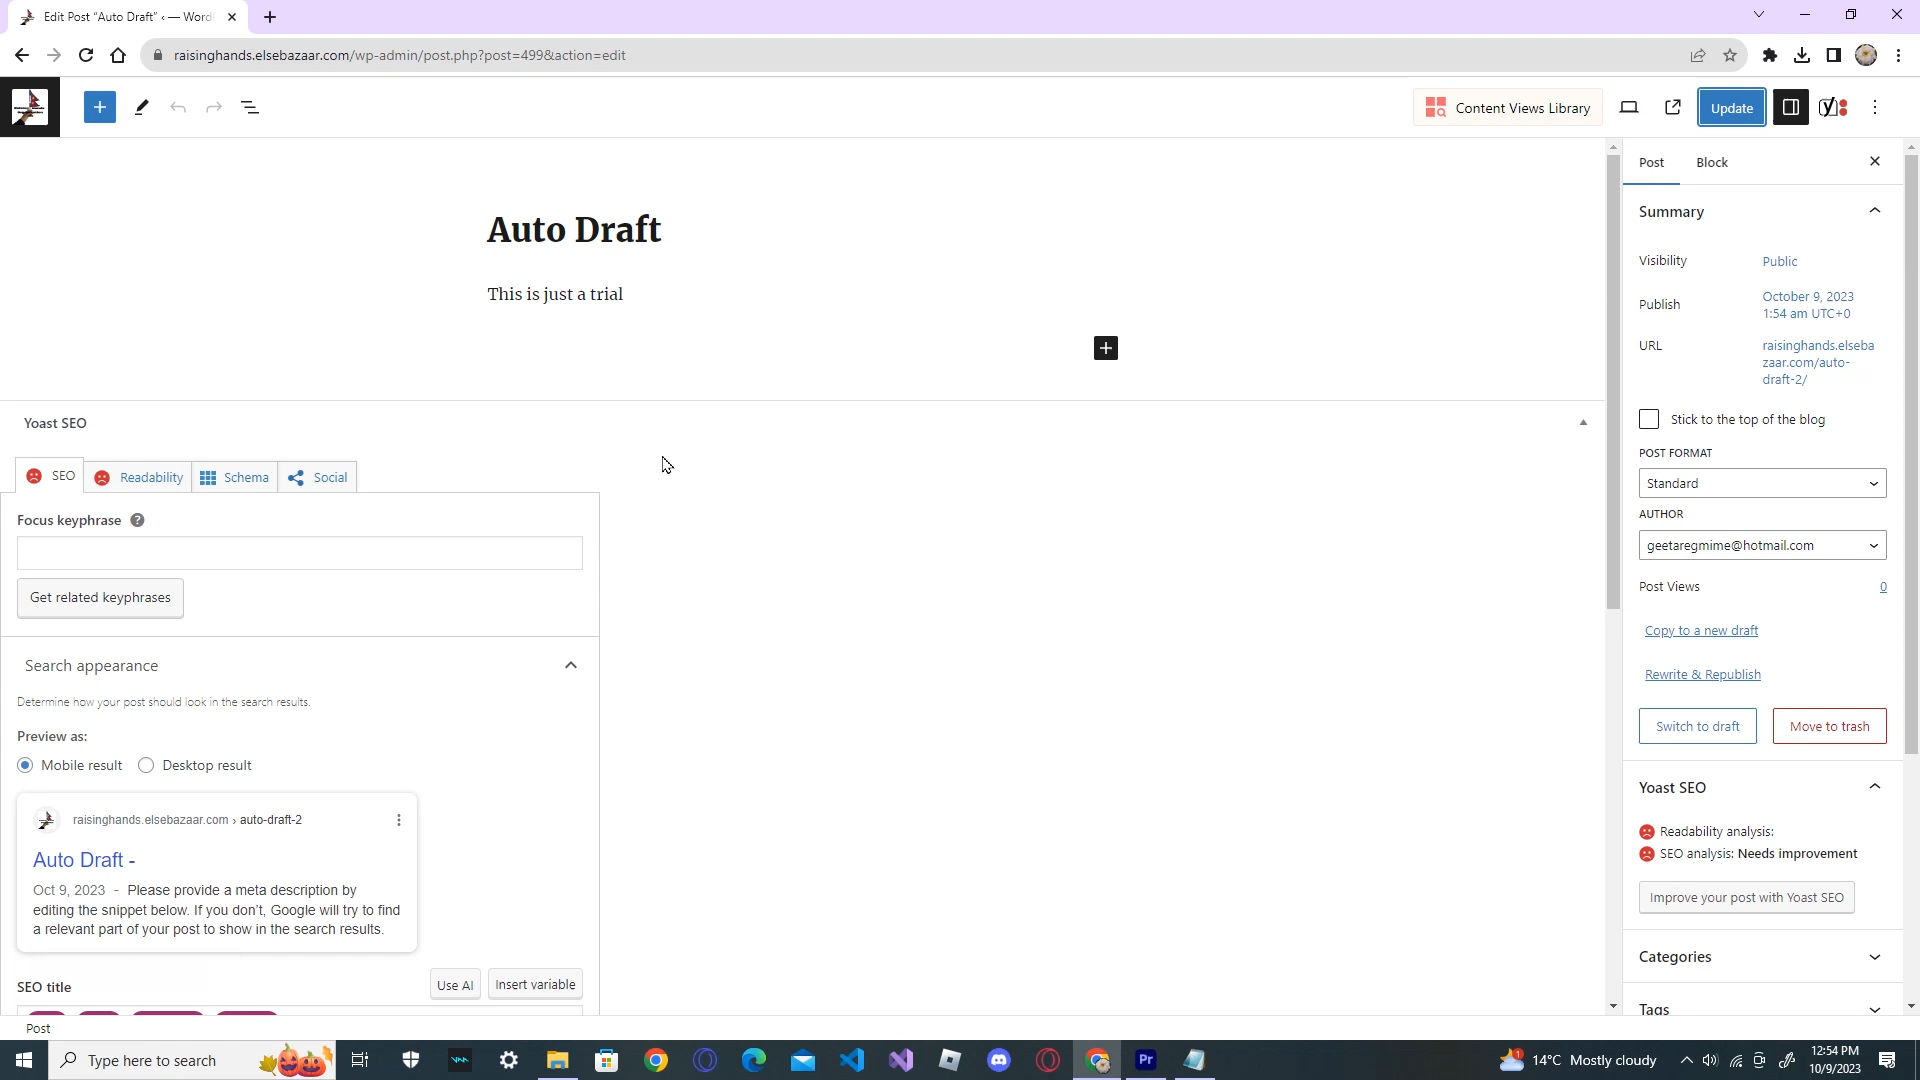 Edit Post “Auto Draft” ‹ — Word
raisinghands.elsebazaar.com/wp-admin/post.php?post=499&action=edit
Content Views Library
Update
Post
Block
Auto Draft
This is just a trial
Summary
Visibility
Public
Publish
October 9, 2023
1:54 am UTC+0
URL
raisinghands.elseba
zaar.com/auto-
draft-2/
Stick to the top of the blog
POST FORMAT
Standard
AUTHOR
geetaregmime@hotmail.com
Post Views
0
Copy to a new draft
Rewrite & Republish
Switch to draft
Move to trash
Yoast SEO
Readability analysis:
SEO analysis: Needs improvement
Improve your post with Yoast SEO
Categories
Tags
Yoast SEO
SEO
Readability
Schema
Social
Focus keyphrase
Get related keyphrases
Search appearance
Determine how your post should look in the search results.
Preview as:
Mobile result
Desktop result
raisinghands.elsebazaar.com › auto-draft-2
Auto Draft -
Oct 9, 2023 - Please provide a meta description by
editing the snippet below. If you don’t, Google will try to find
a relevant part of your post to show in the search results.
SEO title
Use AI
Insert variable
Post
Type here to search
Pr
1
14°C Mostly cloudy
12:54 PM
10/9/2023